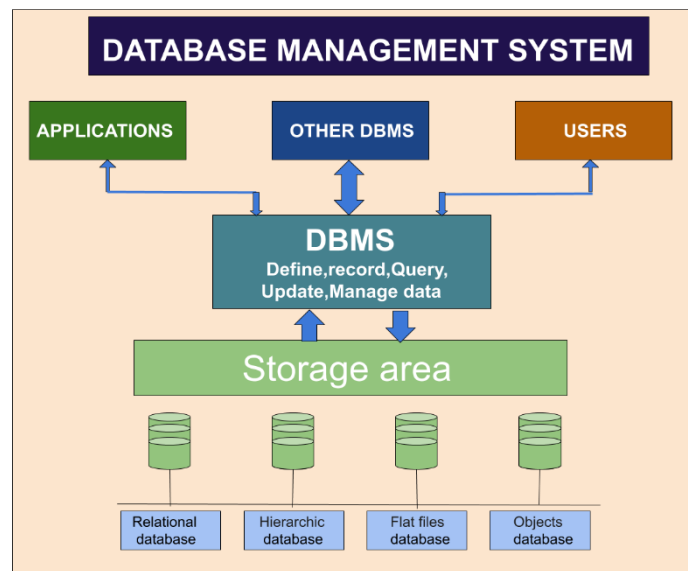 DATABASE MANAGEMENT SYSTEM
APPLICATIONS
OTHER DBMS
USERS
DBMS
Define,record,Query,
Update,Manage data
Storage area
Relational
database
Hierarchic
database
Flat files
database
Objects
database